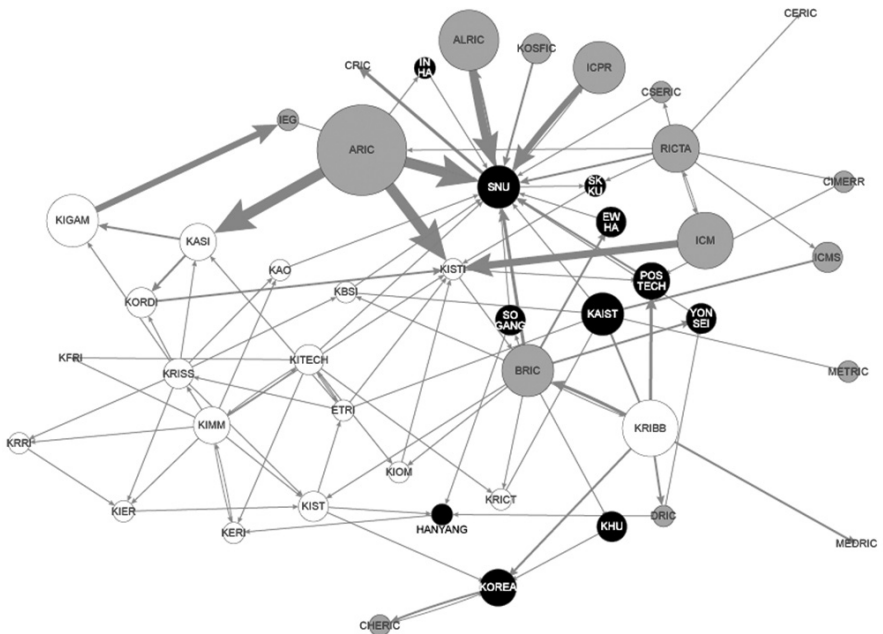 CERIC
ALRIC
KOSFIC
IN
HA
CRIC
ICPR
CSERIC
IEG
ARIC
RICTA
SNU
SK
KU
CIMERR
KIGAM
EW
HA
KASI
ICM
ICMS
KAO
KISTI
POS
TECH
KBSI
KORDI
SO
GANG
KAIST
YON
SEI
KFRI
KITECH
KRISS
BRIC
METRIC
ETRI
KIMM
KRIBB
KRRI
KIOM
KRICT
KIER
KIST
KERI
HANYANG
KHU
DRIC
MEDRIC
KOREA
CHERIC